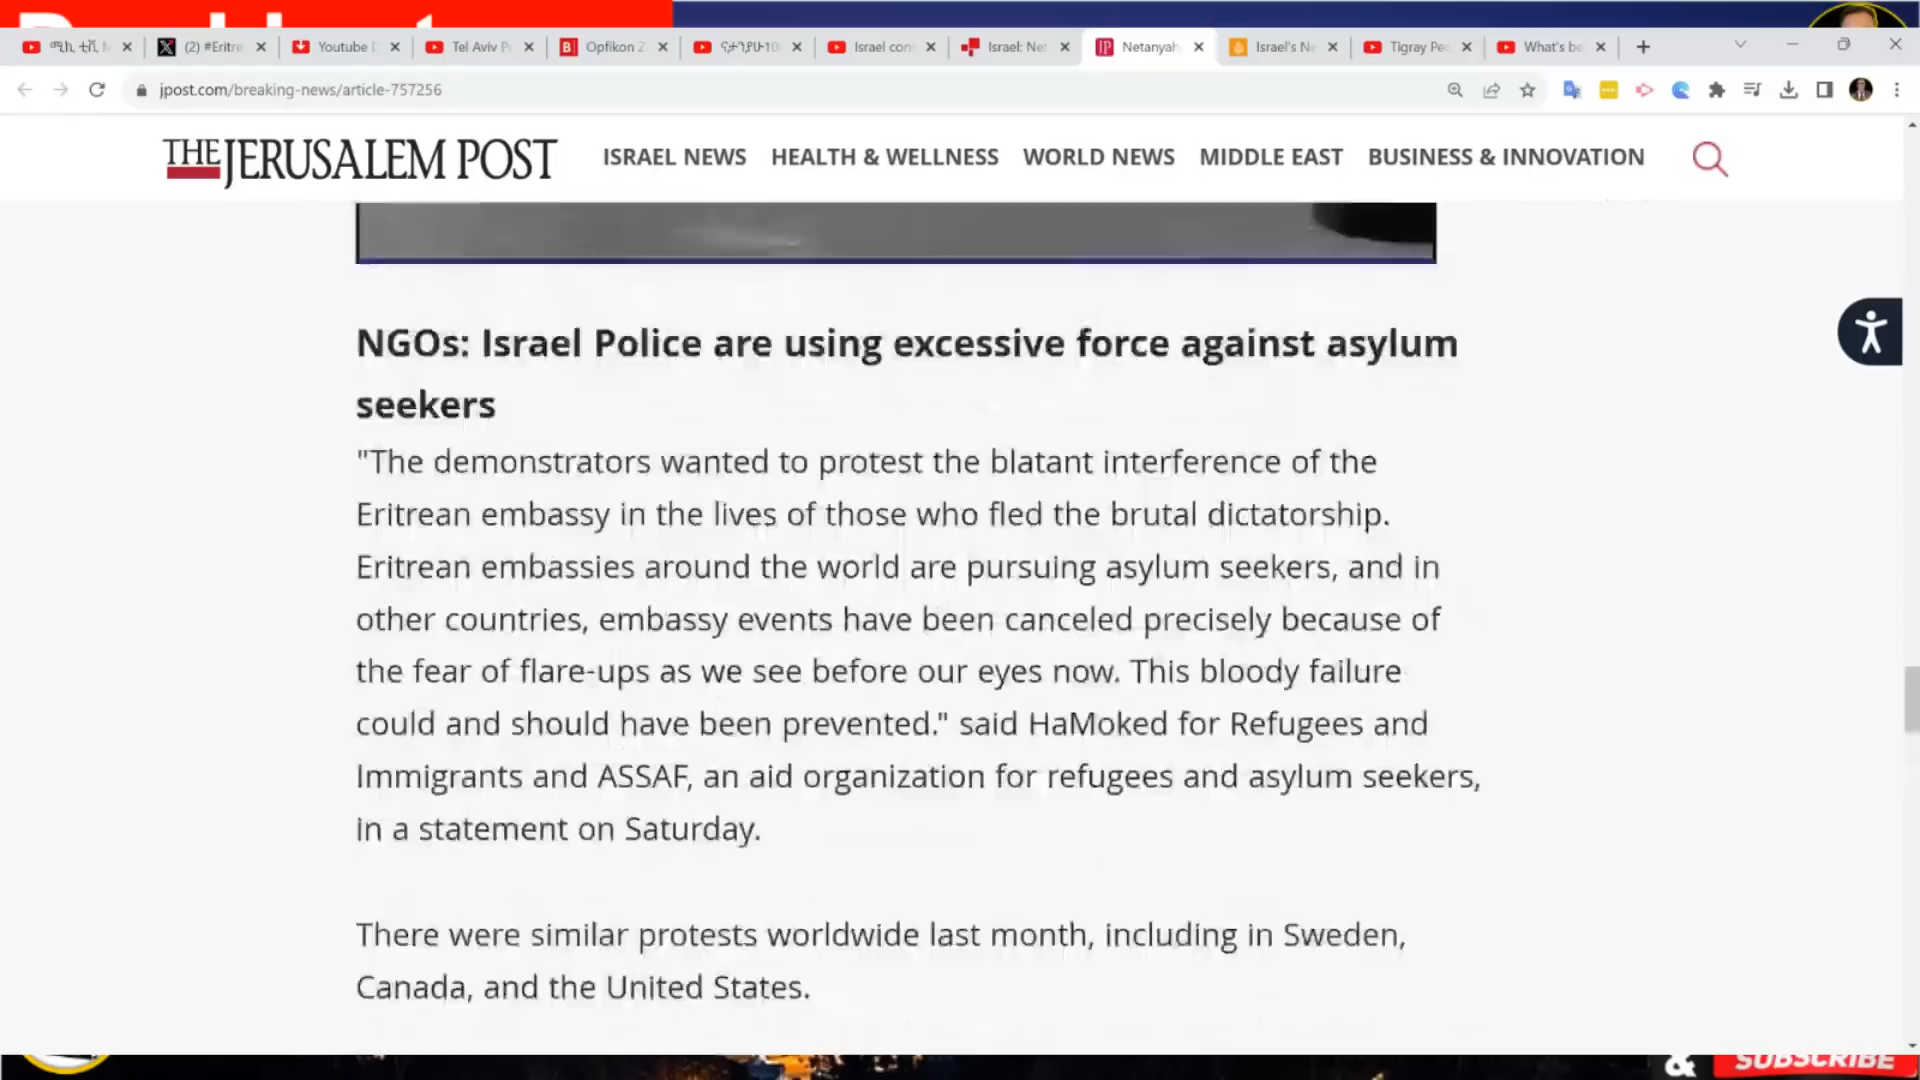 ሚኪ ቲቪ
(2) #Eritre
Youtube D
Tel Aviv P
Opfikon Z
Israel con
Israel: Net
Netanyah
Israel's Ne
Tigray Peo
What's be
jpost.com/breaking-news/article-757256
THE JERUSALEM POST
ISRAEL NEWS HEALTH & WELLNESS WORLD NEWS MIDDLE EAST BUSINESS & INNOVATION
NGOs: Israel Police are using excessive force against asylum
seekers
"The demonstrators wanted to protest the blatant interference of the
Eritrean embassy in the lives of those who fled the brutal dictatorship.
Eritrean embassies around the world are pursuing asylum seekers, and in
other countries, embassy events have been canceled precisely because of
the fear of flare-ups as we see before our eyes now. This bloody failure
could and should have been prevented." said HaMoked for Refugees and
Immigrants and ASSAF, an aid organization for refugees and asylum seekers,
in a statement on Saturday.
There were similar protests worldwide last month, including in Sweden,
Canada, and the United States.
& SUBSCRIBE